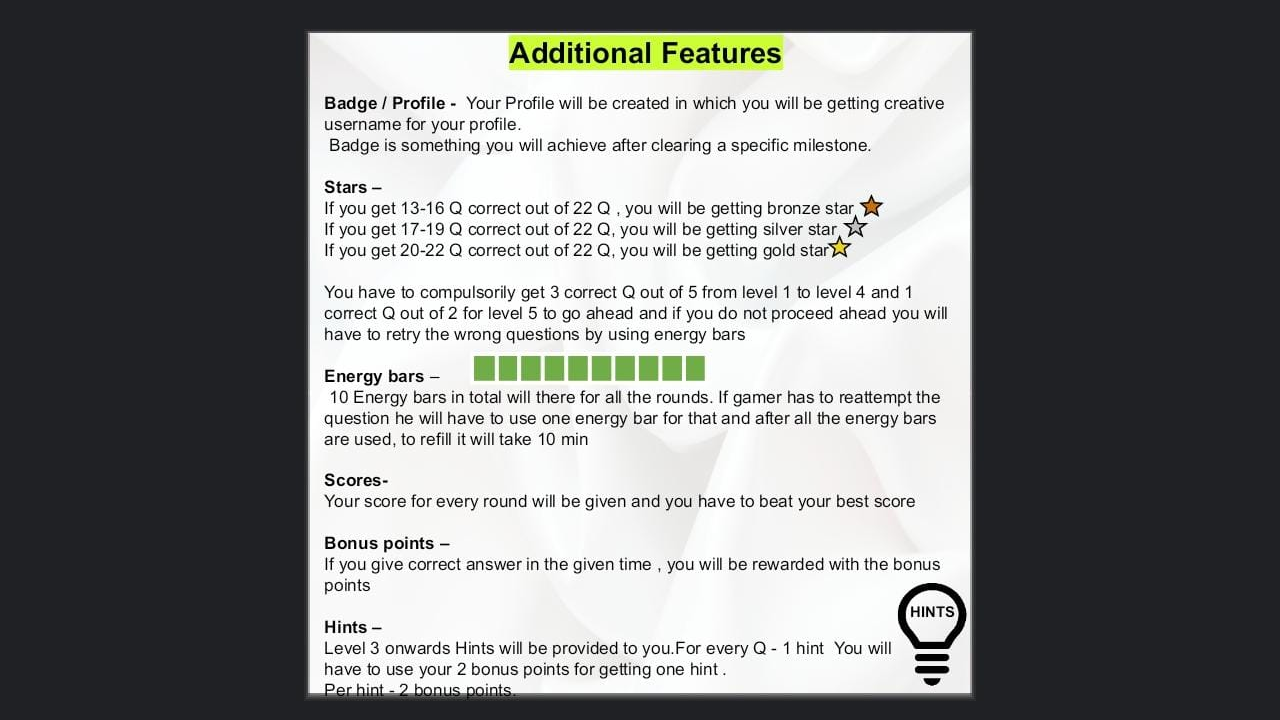 Additional Features
Badge / Profile - Your Profile will be created in which you will be getting creative
username for your profile.
Badge is something you will achieve after clearing a specific milestone.
Stars –
If you get 13-16 Q correct out of 22 Q , you will be getting bronze star
If you get 17-19 Q correct out of 22 Q, you will be getting silver star
If you get 20-22 Q correct out of 22 Q, you will be getting gold star
You have to compulsorily get 3 correct Q out of 5 from level 1 to level 4 and 1
correct Q out of 2 for level 5 to go ahead and if you do not proceed ahead you will
have to retry the wrong questions by using energy bars
Energy bars –
10 Energy bars in total will there for all the rounds. If gamer has to reattempt the
question he will have to use one energy bar for that and after all the energy bars
are used, to refill it will take 10 min
Scores-
Your score for every round will be given and you have to beat your best score
Bonus points –
If you give correct answer in the given time , you will be rewarded with the bonus
points
HINTS
Hints –
Level 3 onwards Hints will be provided to you.For every Q - 1 hint You will
have to use your 2 bonus points for getting one hint .
Per hint - 2 bonus points.